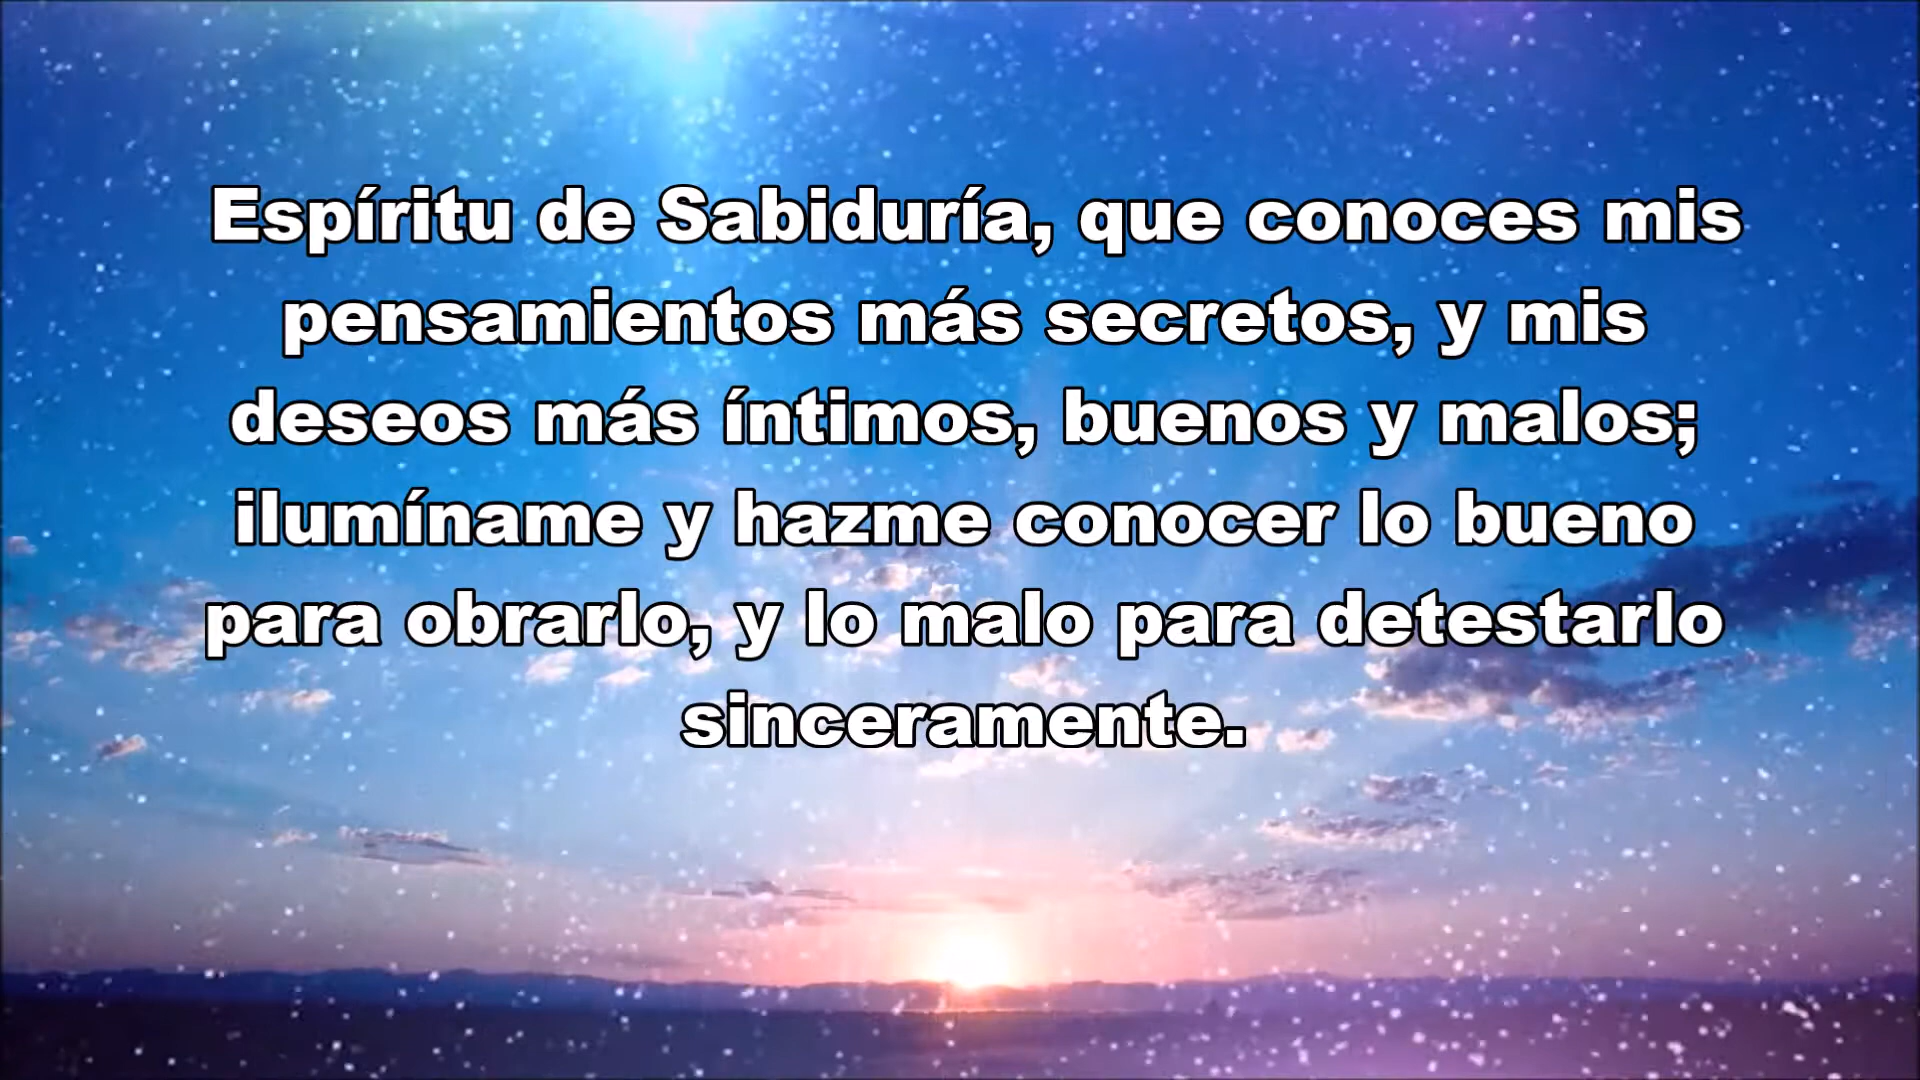 Espíritu de Sabiduría, que conoces mis
pensamientos más secretos, y mis
deseos más íntimos, buenos y malos;
ilumíname y hazme conocer lo bueno
para obrarlo, y lo malo para detestarlo
sinceramente.